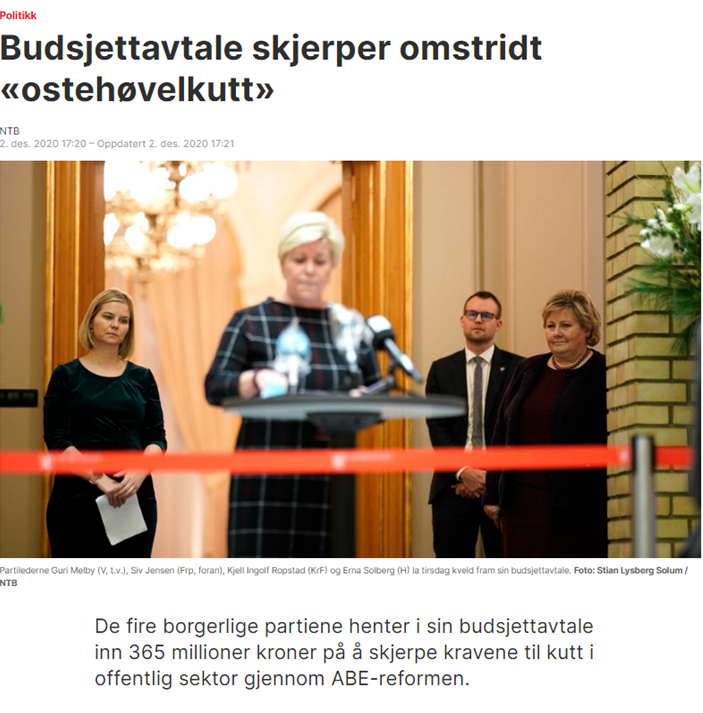 Politikk
Budsjettavtale skjerper omstridt
«ostehøvelkutt»
NTB
2. des. 2020 17:20 – Oppdatert 2. des. 2020 17:21
Partilederne Guri Melby (V, t.v.), Siv Jensen (Frp, foran), Kjell Ingolf Ropstad (KrF) og Erna Solberg (H) la tirsdag kveld fram sin budsjettavtale. Foto: Stian Lysberg Solum /
NTB
De fire borgerlige partiene henter i sin budsjettavtale
inn 365 millioner kroner på å skjerpe kravene til kutt i
offentlig sektor gjennom ABE-reformen.